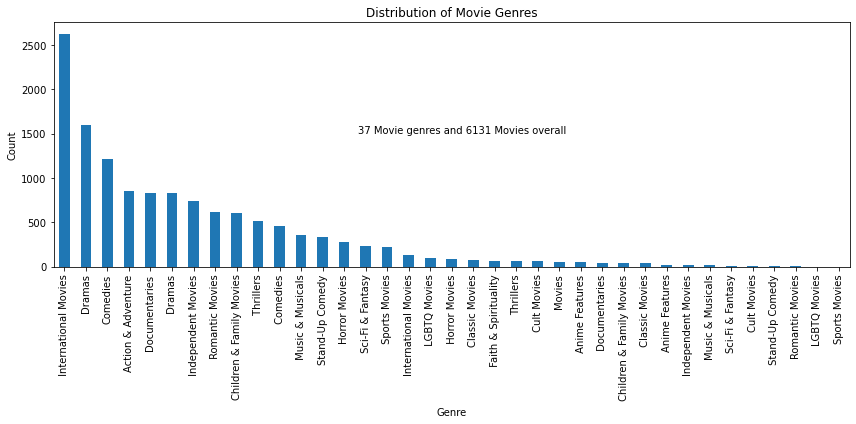 Distribution of Movie Genres
2500
2000
1500
1000
500
0
Count
37 Movie genres and 6131 Movies overall
International Movies
Dramas
Comedies
Action & Adventure
Documentaries
Dramas
Independent Movies
Romantic Movies
Children & Family Movies
Thrillers
Comedies
Music & Musicals
Stand-Up Comedy
Horror Movies
Sci-Fi & Fantasy
Sports Movies
International Movies
LGBTQ Movies
Horror Movies
Classic Movies
Faith & Spirituality
Thrillers
Cult Movies
Movies
Anime Features
Documentaries
Children & Family Movies
Classic Movies
Anime Features
Independent Movies
Music & Musicals
Sci-Fi & Fantasy
Cult Movies
Stand-Up Comedy
Romantic Movies
LGBTQ Movies
Sports Movies
Genre